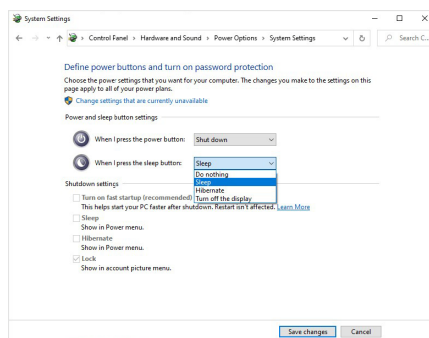 System Settings
Control Panel > Hardware and Sound > Power Options > System Settings
Search C...
Define power buttons and turn on password protection
Choose the power settings that you want for your computer. The changes you make to the settings on this
page apply to all of your power plans.
Change settings that are currently unavailable
Power and sleep button settings
When I press the power button: Shut down
When I press the sleep button: Sleep
Do nothing
Sleep
Hibernate
Turn off the display
Shutdown settings
Turn on fast startup (recommended)
This helps start your PC faster after shutdown. Restart isn't affected. Learn More
Sleep
Show in Power menu.
Hibernate
Show in Power menu.
Lock
Show in account picture menu.
Save changes Cancel